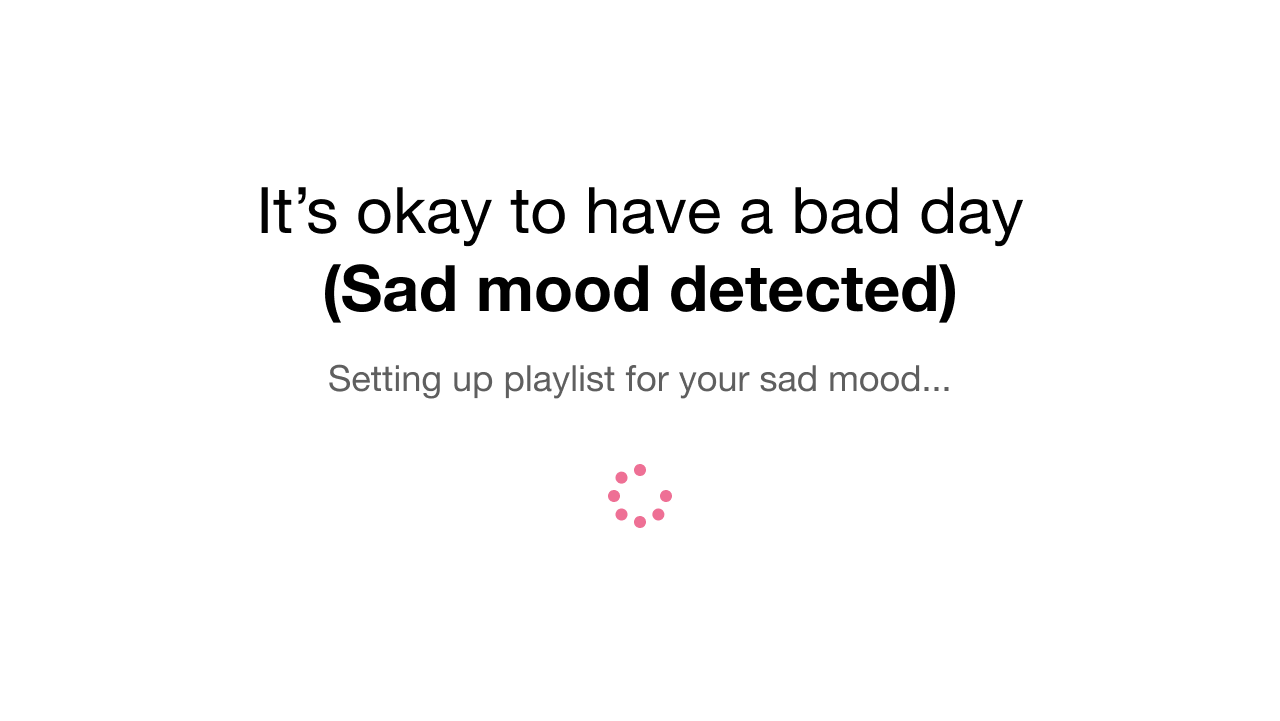 It’s okay to have a bad day
(Sad mood detected)
Setting up playlist for your sad mood...